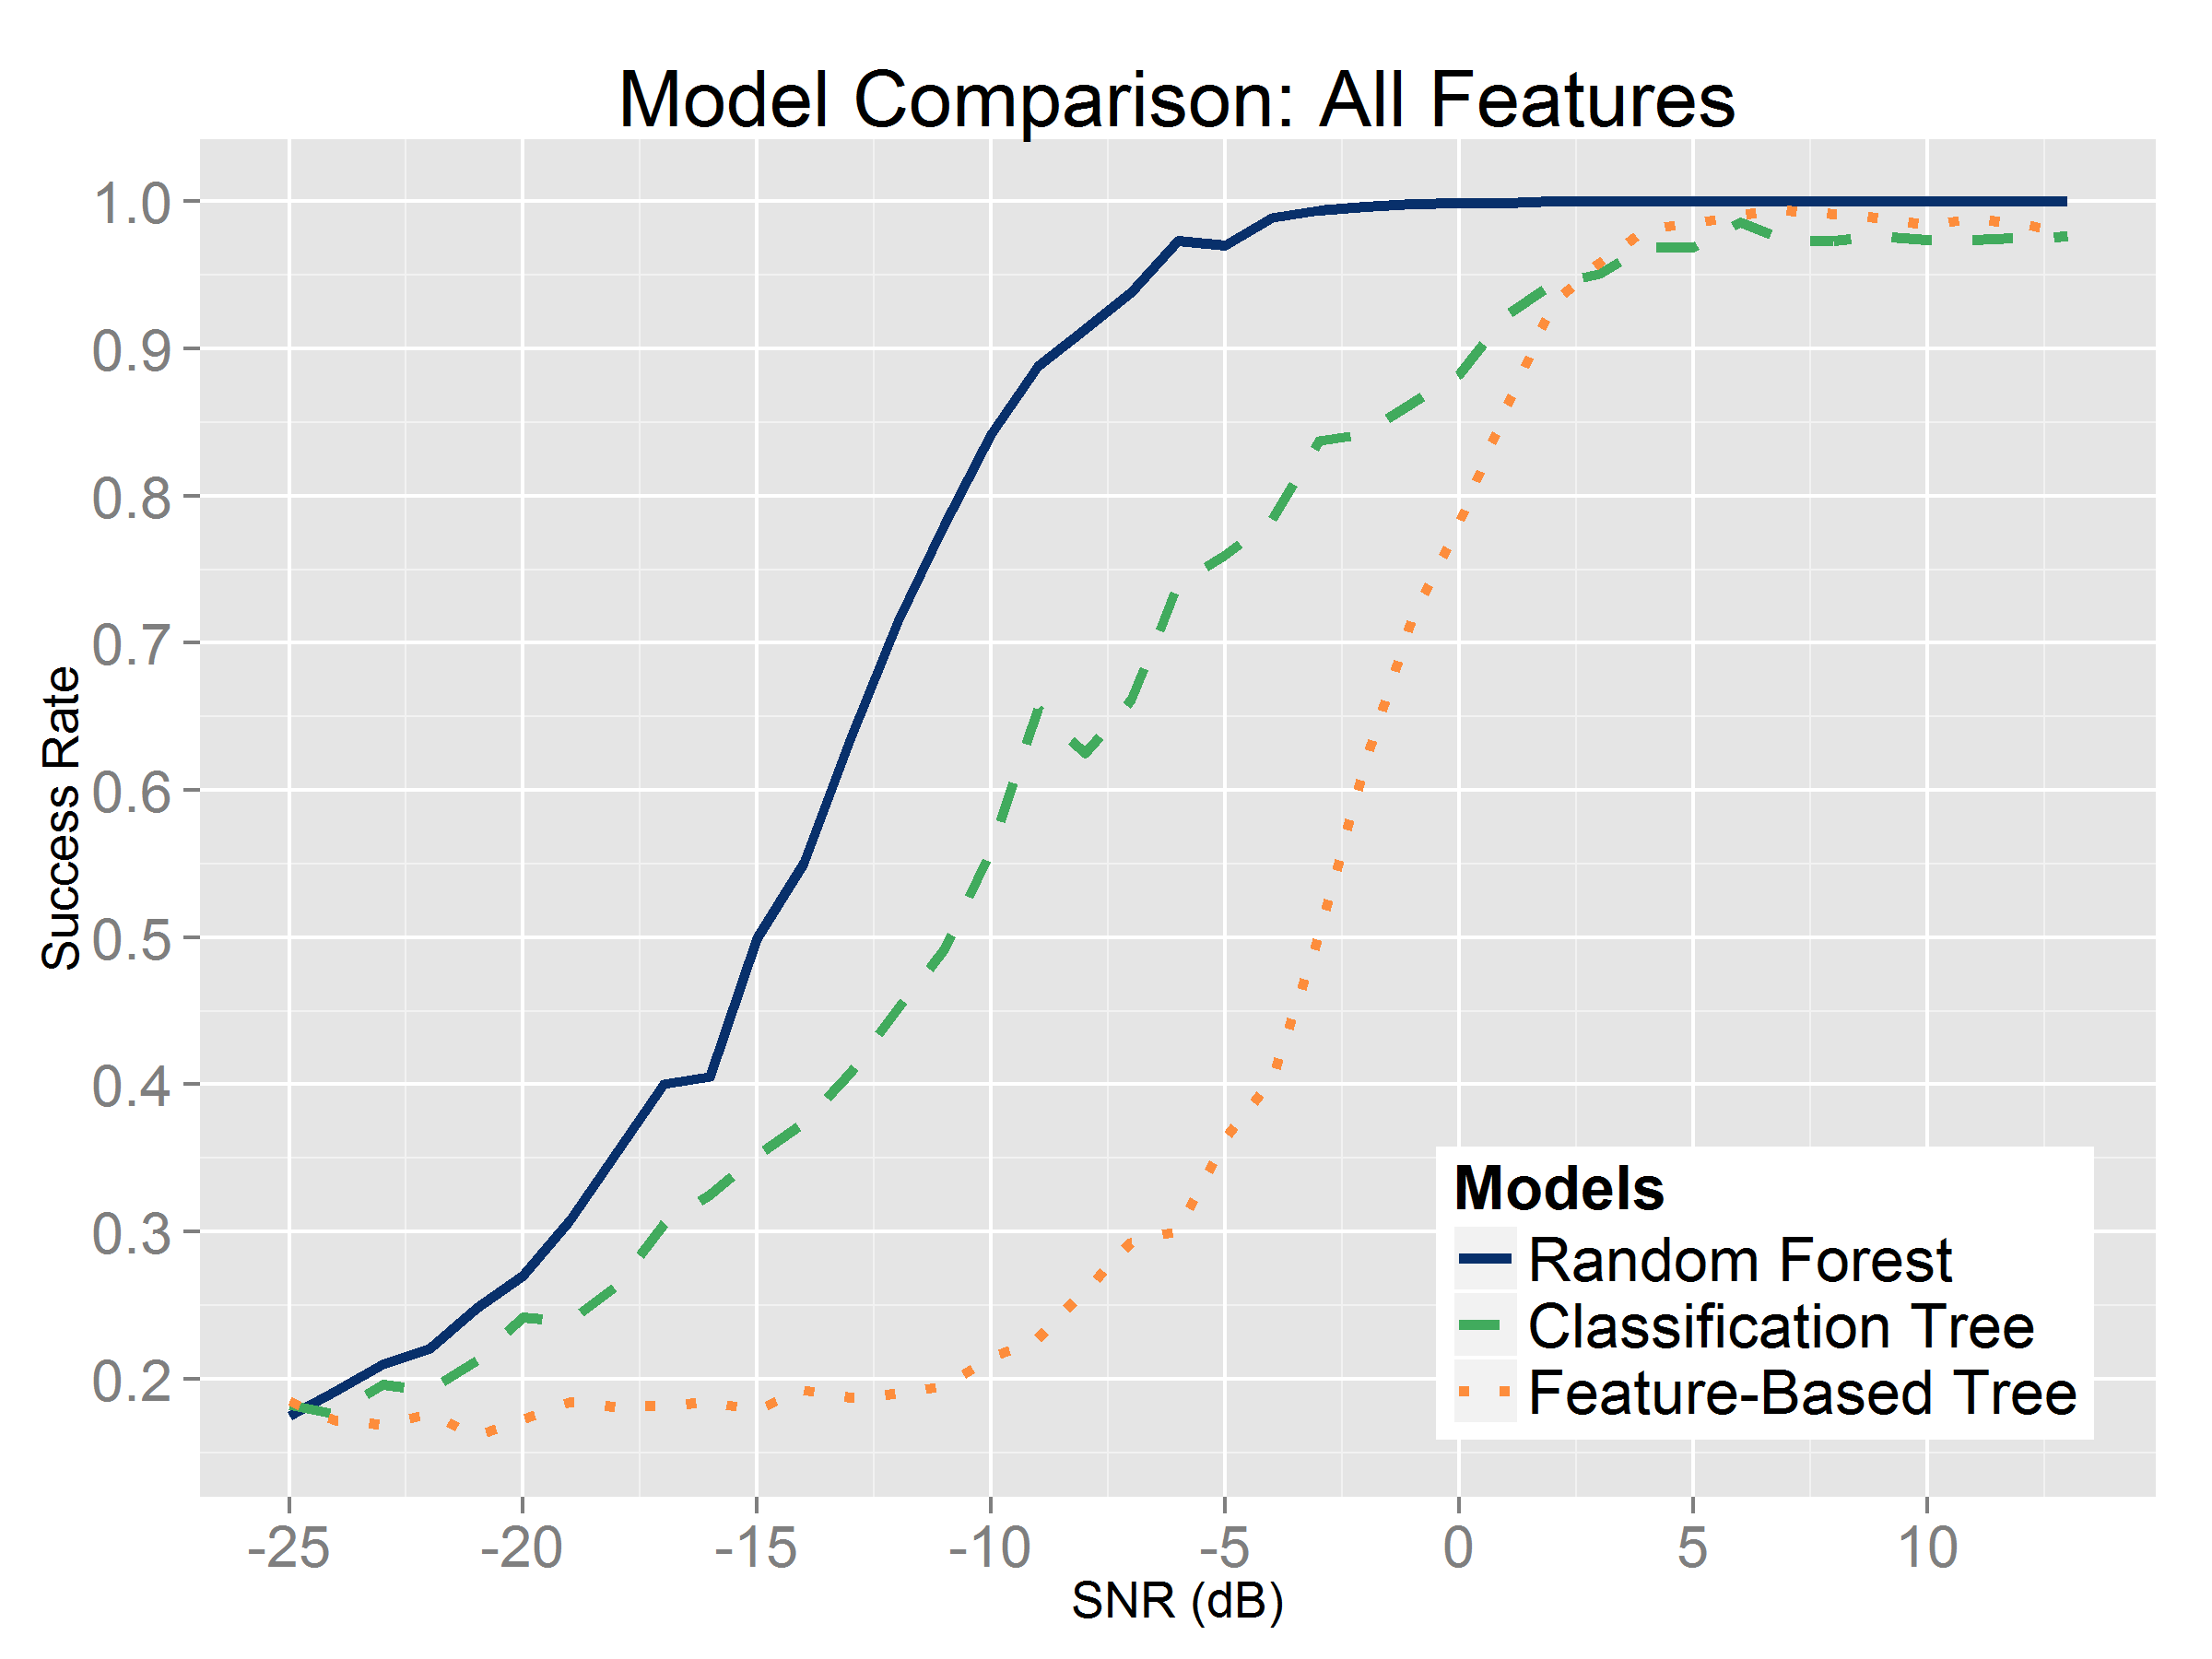 Model Comparison: All Features
Success Rate
1.0
0.9
0.8
0.7
0.6
0.5
0.4
0.3
0.2
Models
Random Forest
Classification Tree
Feature-Based Tree
-25 -20 -15 -10 -5 0 5 10
SNR (dB)